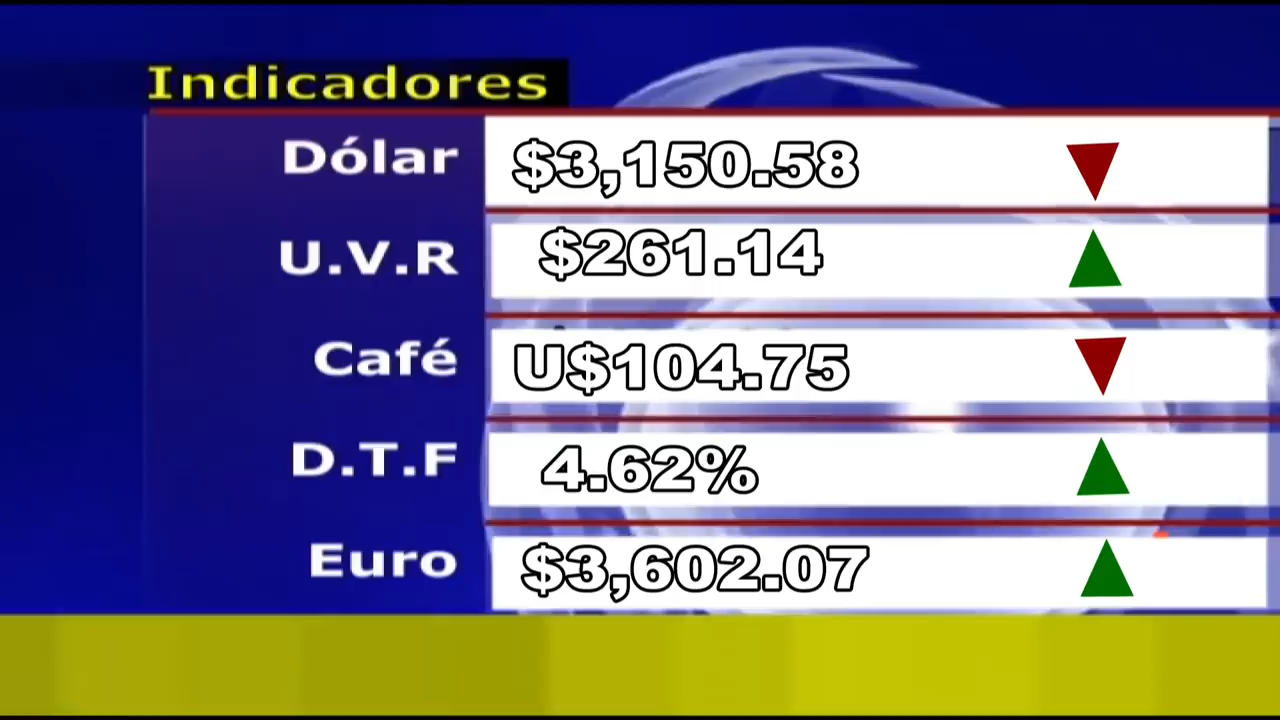 Indicadores
Dólar $3,150.58
U.V.R $261.14
Café U$104.75
D.T.F 4.62%
Euro $3,602.07